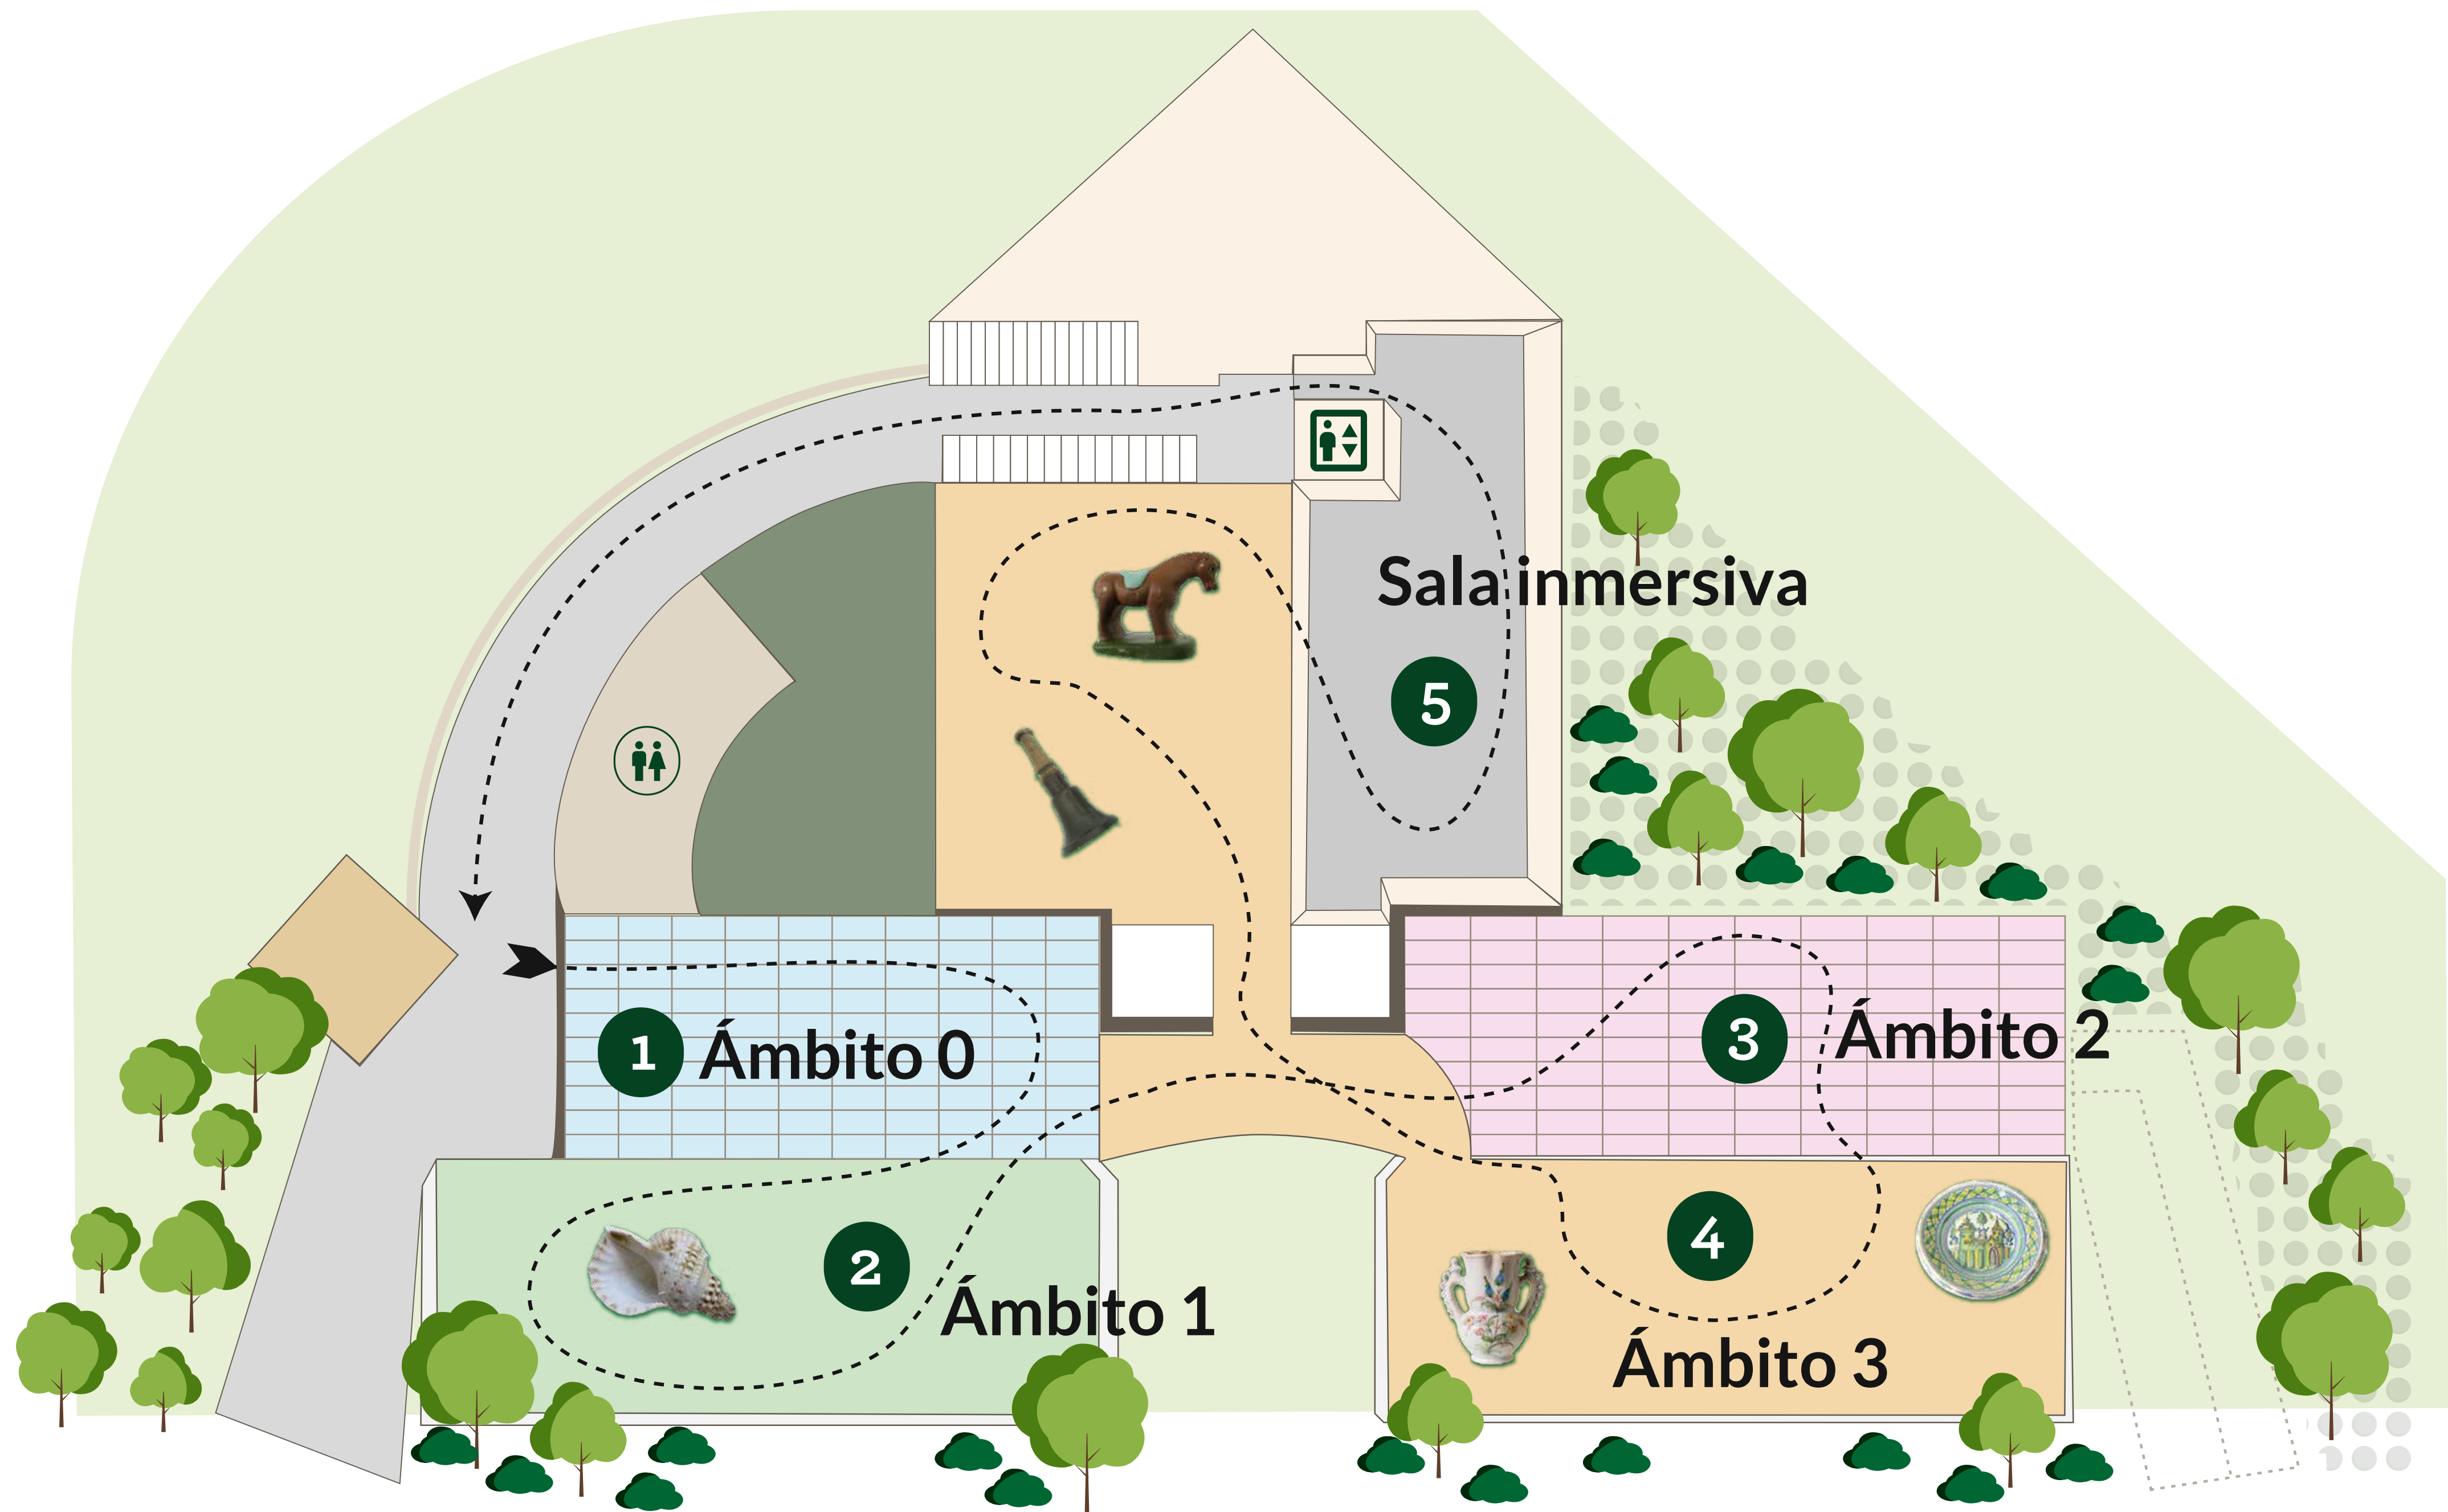 Sala inmersiva
5
1 Ámbito 0
3 Ámbito 2
2
Ámbito 1
4
Ámbito 3